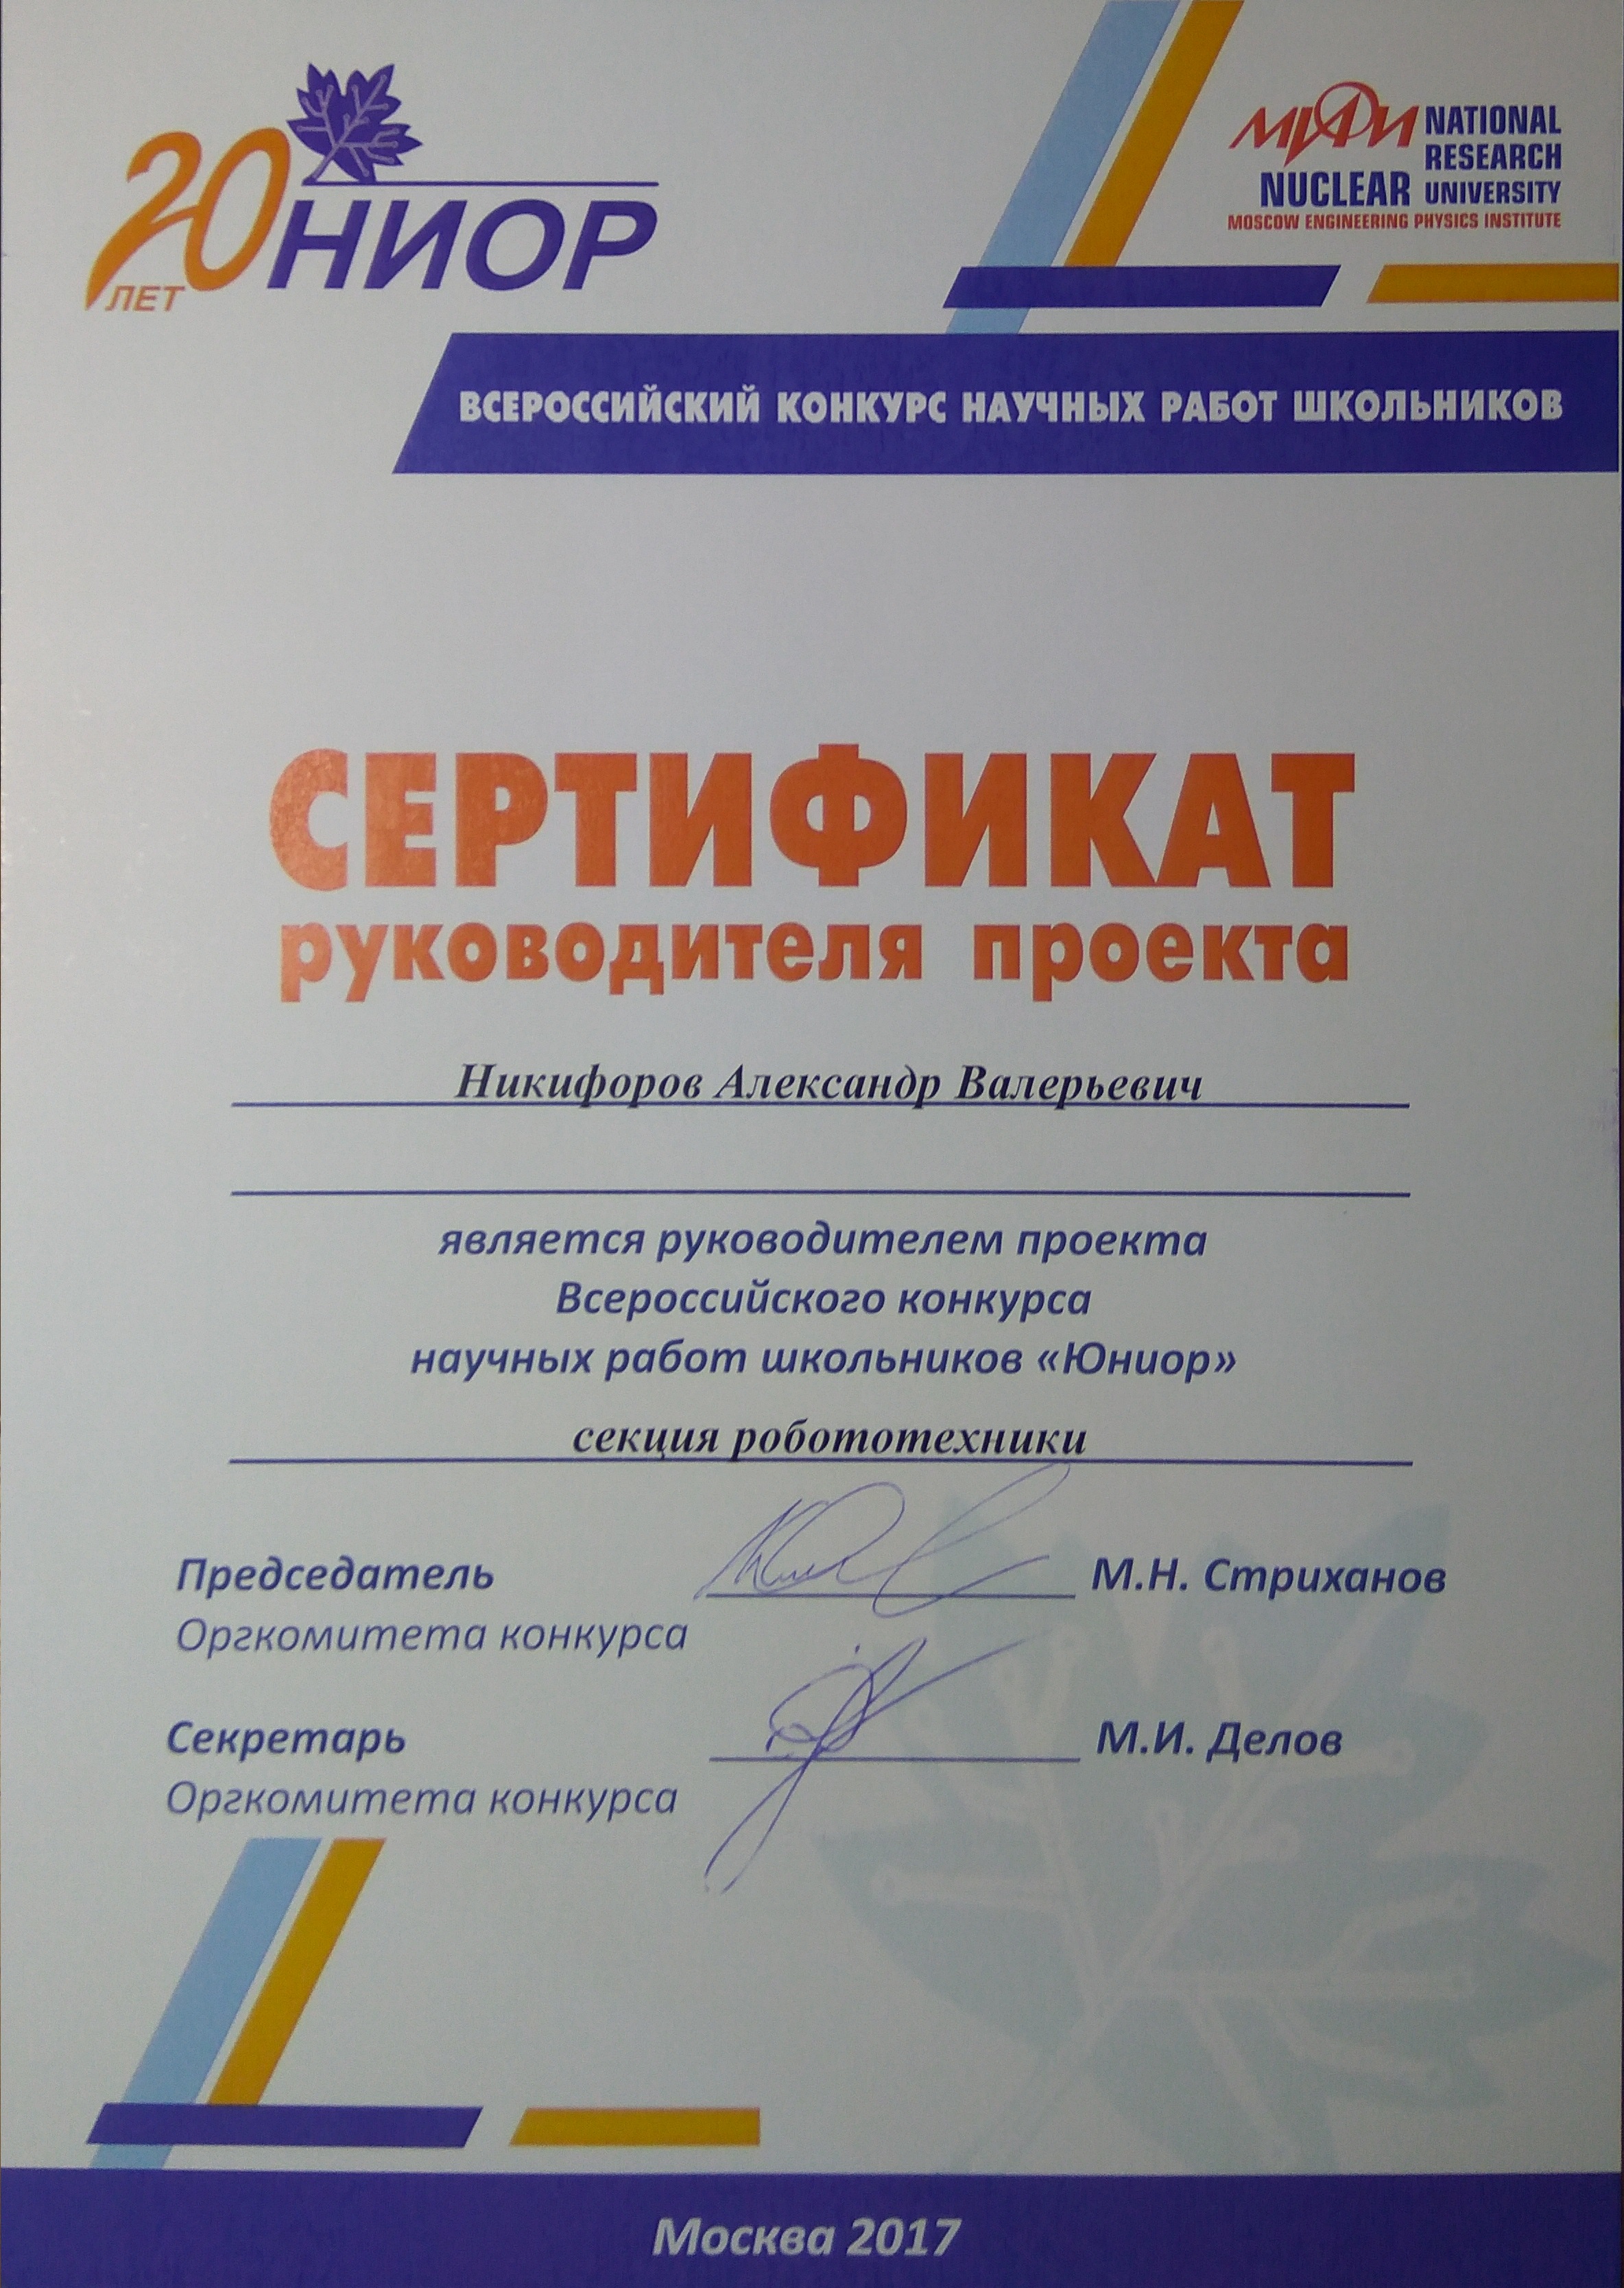 20 ЛЕТ ЮНИОР
МИФИ NATIONAL
RESEARCH
NUCLEAR UNIVERSITY
MOSCOW ENGINEERING PHYSICS INSTITUTE
ВСЕРОССИЙСКИЙ КОНКУРС НАУЧНЫХ РАБОТ ШКОЛЬНИКОВ
СЕРТИФИКАТ
руководителя проекта
Никифоров Александр Валерьевич
является руководителем проекта
Всероссийского конкурса
научных работ школьников «Юниор»
секция робототехники
Председатель М.Н. Стриханов
Оргкомитета конкурса
Секретарь М.И. Делов
Оргкомитета конкурса
Москва 2017